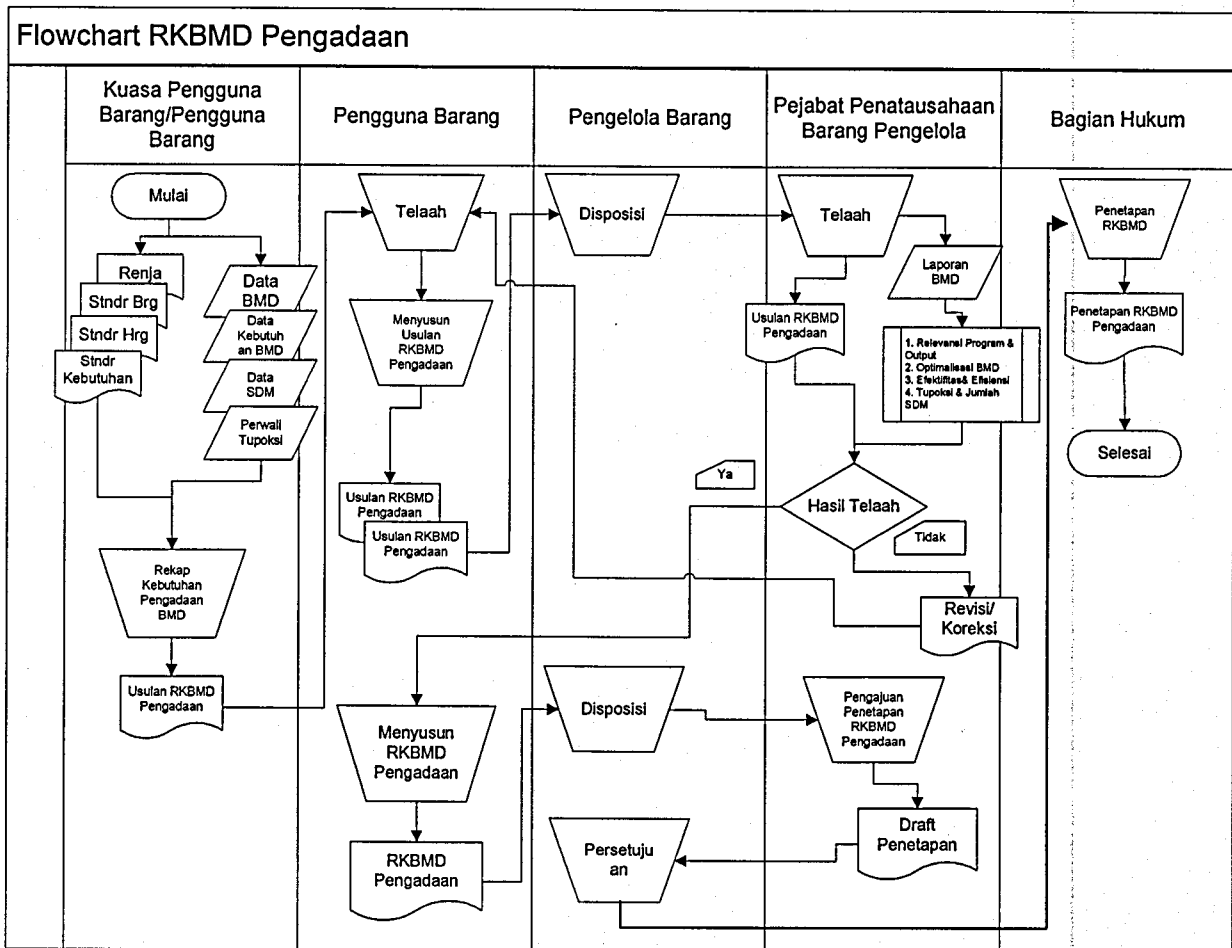 Flowchart RKBMD Pengadaan
Kuasa Pengguna
Barang/Pengguna
Barang
Pengguna Barang
Pengelola Barang
Pejabat Penatausahaan
Barang Pengelola
Bagian Hukum
Mulai
Renja
Stndr Brg
Stndr Hrg
Stndr
Kebutuhan
Data
BMD
Data
Kebutuh
an BMD
Data
SDM
Perwali
Tupoksi
Rekap
Kebutuhan
Pengadaan
BMD
Usulan RKBMD
Pengadaan
Telaah
Menyusun
Usulan
RKBMD
Pengadaan
Usulan RKBMD
Pengadaan
Usulan RKBMD
Pengadaan
Menyusun
RKBMD
Pengadaan
RKBMD
Pengadaan
Disposisi
Disposisi
Persetuju
an
Telaah
Laporan
BMD
Usulan RKBMD
Pengadaan
1. Relevansi Program &
Output
2. Optimalisasi BMD
3. Efektifitas& Efisiensi
4. Tupoksi & Jumlah
SDM
Ya
Hasil Telaah
Tidak
Revisi/
Koreksi
Pengajuan
Penetapan
RKBMD
Pengadaan
Draft
Penetapan
Penetapan
RKBMD
Penetapan RKBMD
Pengadaan
Selesai